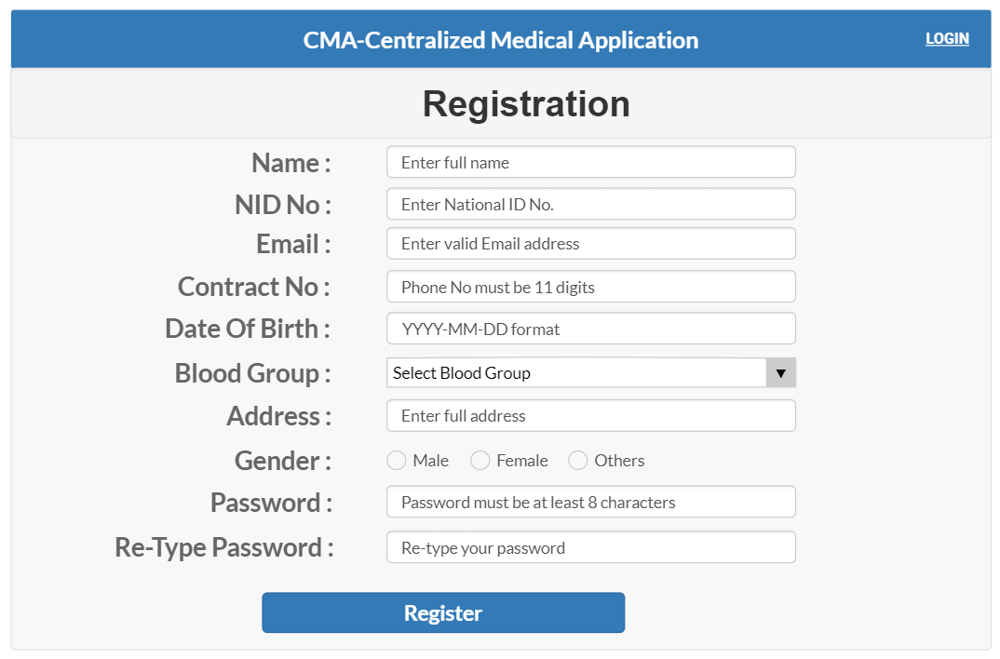 CMA-Centralized Medical Application LOGIN
Registration
Name : Enter full name
NID No : Enter National ID No.
Email : Enter valid Email address
Contract No : Phone No must be 11 digits
Date Of Birth : YYYY-MM-DD format
Blood Group : Select Blood Group
Address : Enter full address
Gender : Male Female Others
Password : Password must be at least 8 characters
Re-Type Password : Re-type your password
Register